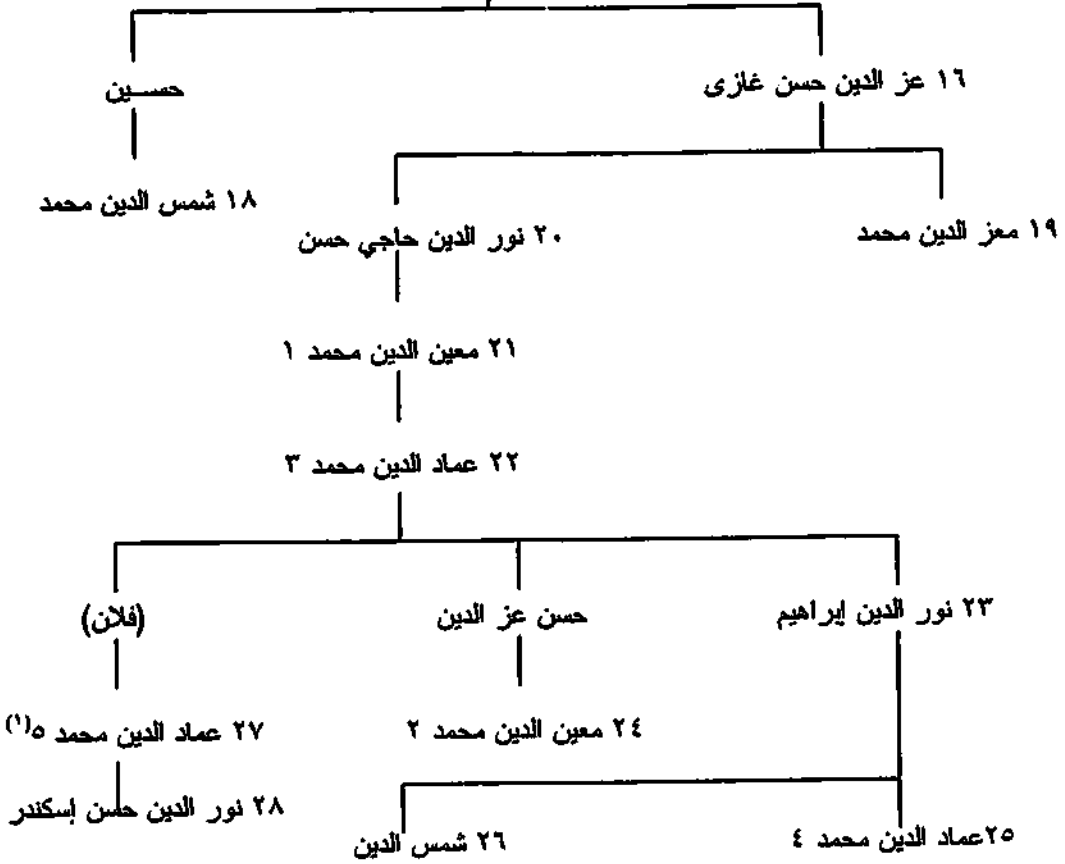 ١٦ عز الدين حسن غازى
حسين
١٨ شمس الدين محمد
١٩ معز الدين محمد
٢٠ نور الدين حاجي حسن
٢١ معين الدين محمد ١
٢٢ عماد الدين محمد ٣
٢٣ نور الدين إبراهيم
حسن عز الدين
(فلان)
٢٤ معين الدين محمد ٢
٢٧ عماد الدين محمد ٥(١)
٢٨ نور الدين حسن إسكندر
٢٥عماد الدين محمد ٤
٢٦ شمس الدين